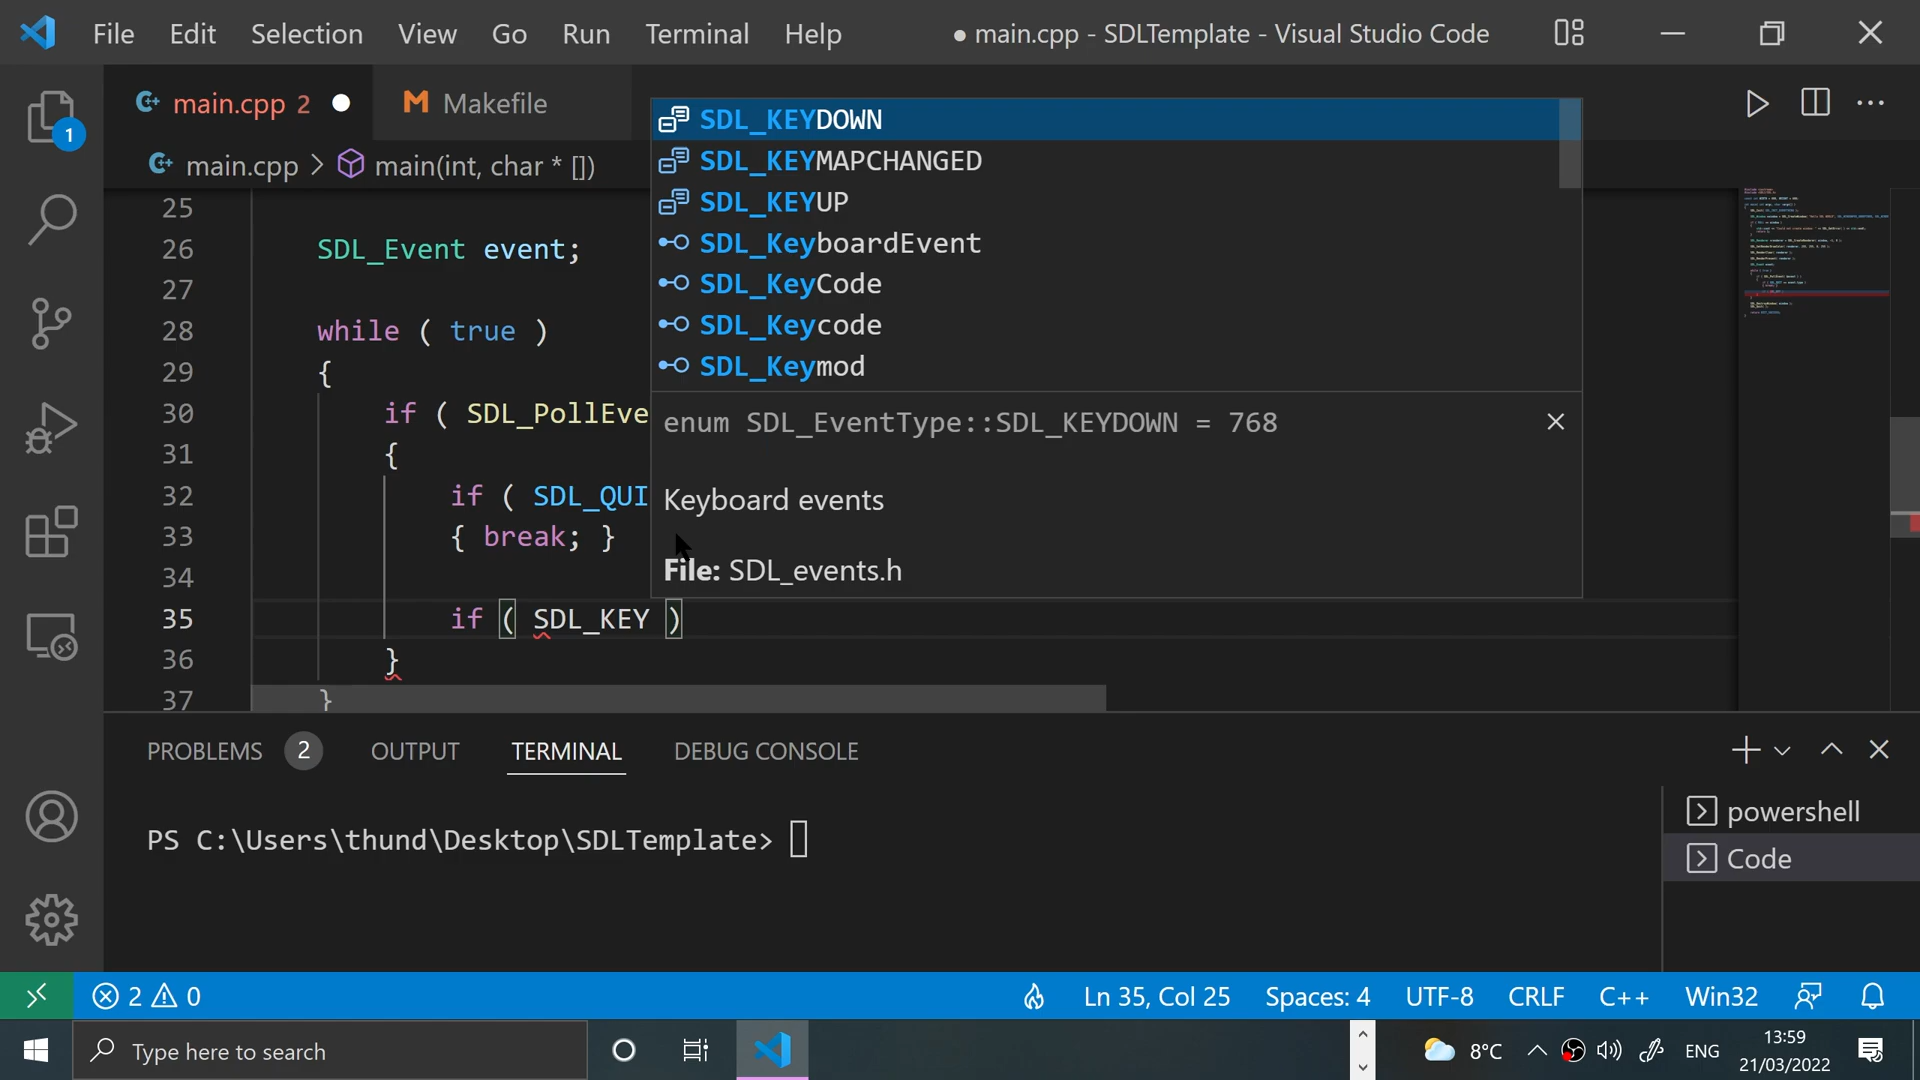 File Edit Selection View Go Run Terminal Help ● main.cpp - SDLTemplate - Visual Studio Code
main.cpp 2 Makefile
main.cpp > main(int, char * [])
1
SDL_KEYDOWN
SDL_KEYMAPCHANGED
SDL_KEYUP
SDL_KeyboardEvent
SDL_KeyCode
SDL_Keycode
SDL_Keymod
enum SDL_EventType::SDL_KEYDOWN = 768
Keyboard events
File: SDL_events.h
25
26 SDL_Event event;
27
28 while ( true )
29 {
30 if ( SDL_PollEve
31 {
32 if ( SDL_QUI
33 { break; }
34
35 if ( SDL_KEY )
36 }
37 }
PROBLEMS 2 OUTPUT TERMINAL DEBUG CONSOLE
PS C:\Users\thund\Desktop\SDLTemplate>
powershell
Code
2 0 Ln 35, Col 25 Spaces: 4 UTF-8 CRLF C++ Win32
Type here to search 8°C ENG 13:59
21/03/2022